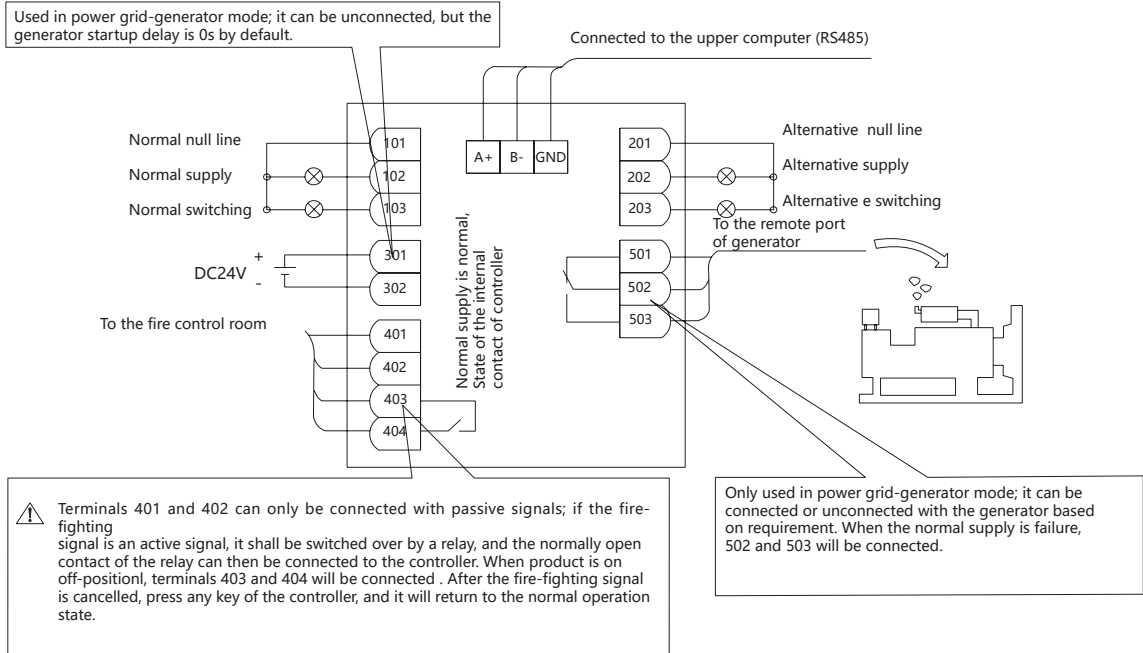 Used in power grid-generator mode; it can be unconnected, but the
generator startup delay is 0s by default.
Connected to the upper computer (RS485)
Normal null line
Normal supply
Normal switching
101
102
103
A+ B- GND
201
202
203
Alternative null line
Alternative supply
Alternative e switching
To the remote port
of generator
DC24V
+
-
301
302
Normal supply is normal,
State of the internal
contact of controller
501
502
503
To the fire control room
401
402
403
404
Terminals 401 and 402 can only be connected with passive signals; if the fire-
fighting
signal is an active signal, it shall be switched over by a relay, and the normally open
contact of the relay can then be connected to the controller. When product is on
off-positionl, terminals 403 and 404 will be connected . After the fire-fighting signal
is cancelled, press any key of the controller, and it will return to the normal operation
state.
Only used in power grid-generator mode; it can be
connected or unconnected with the generator based
on requirement. When the normal supply is failure,
502 and 503 will be connected.